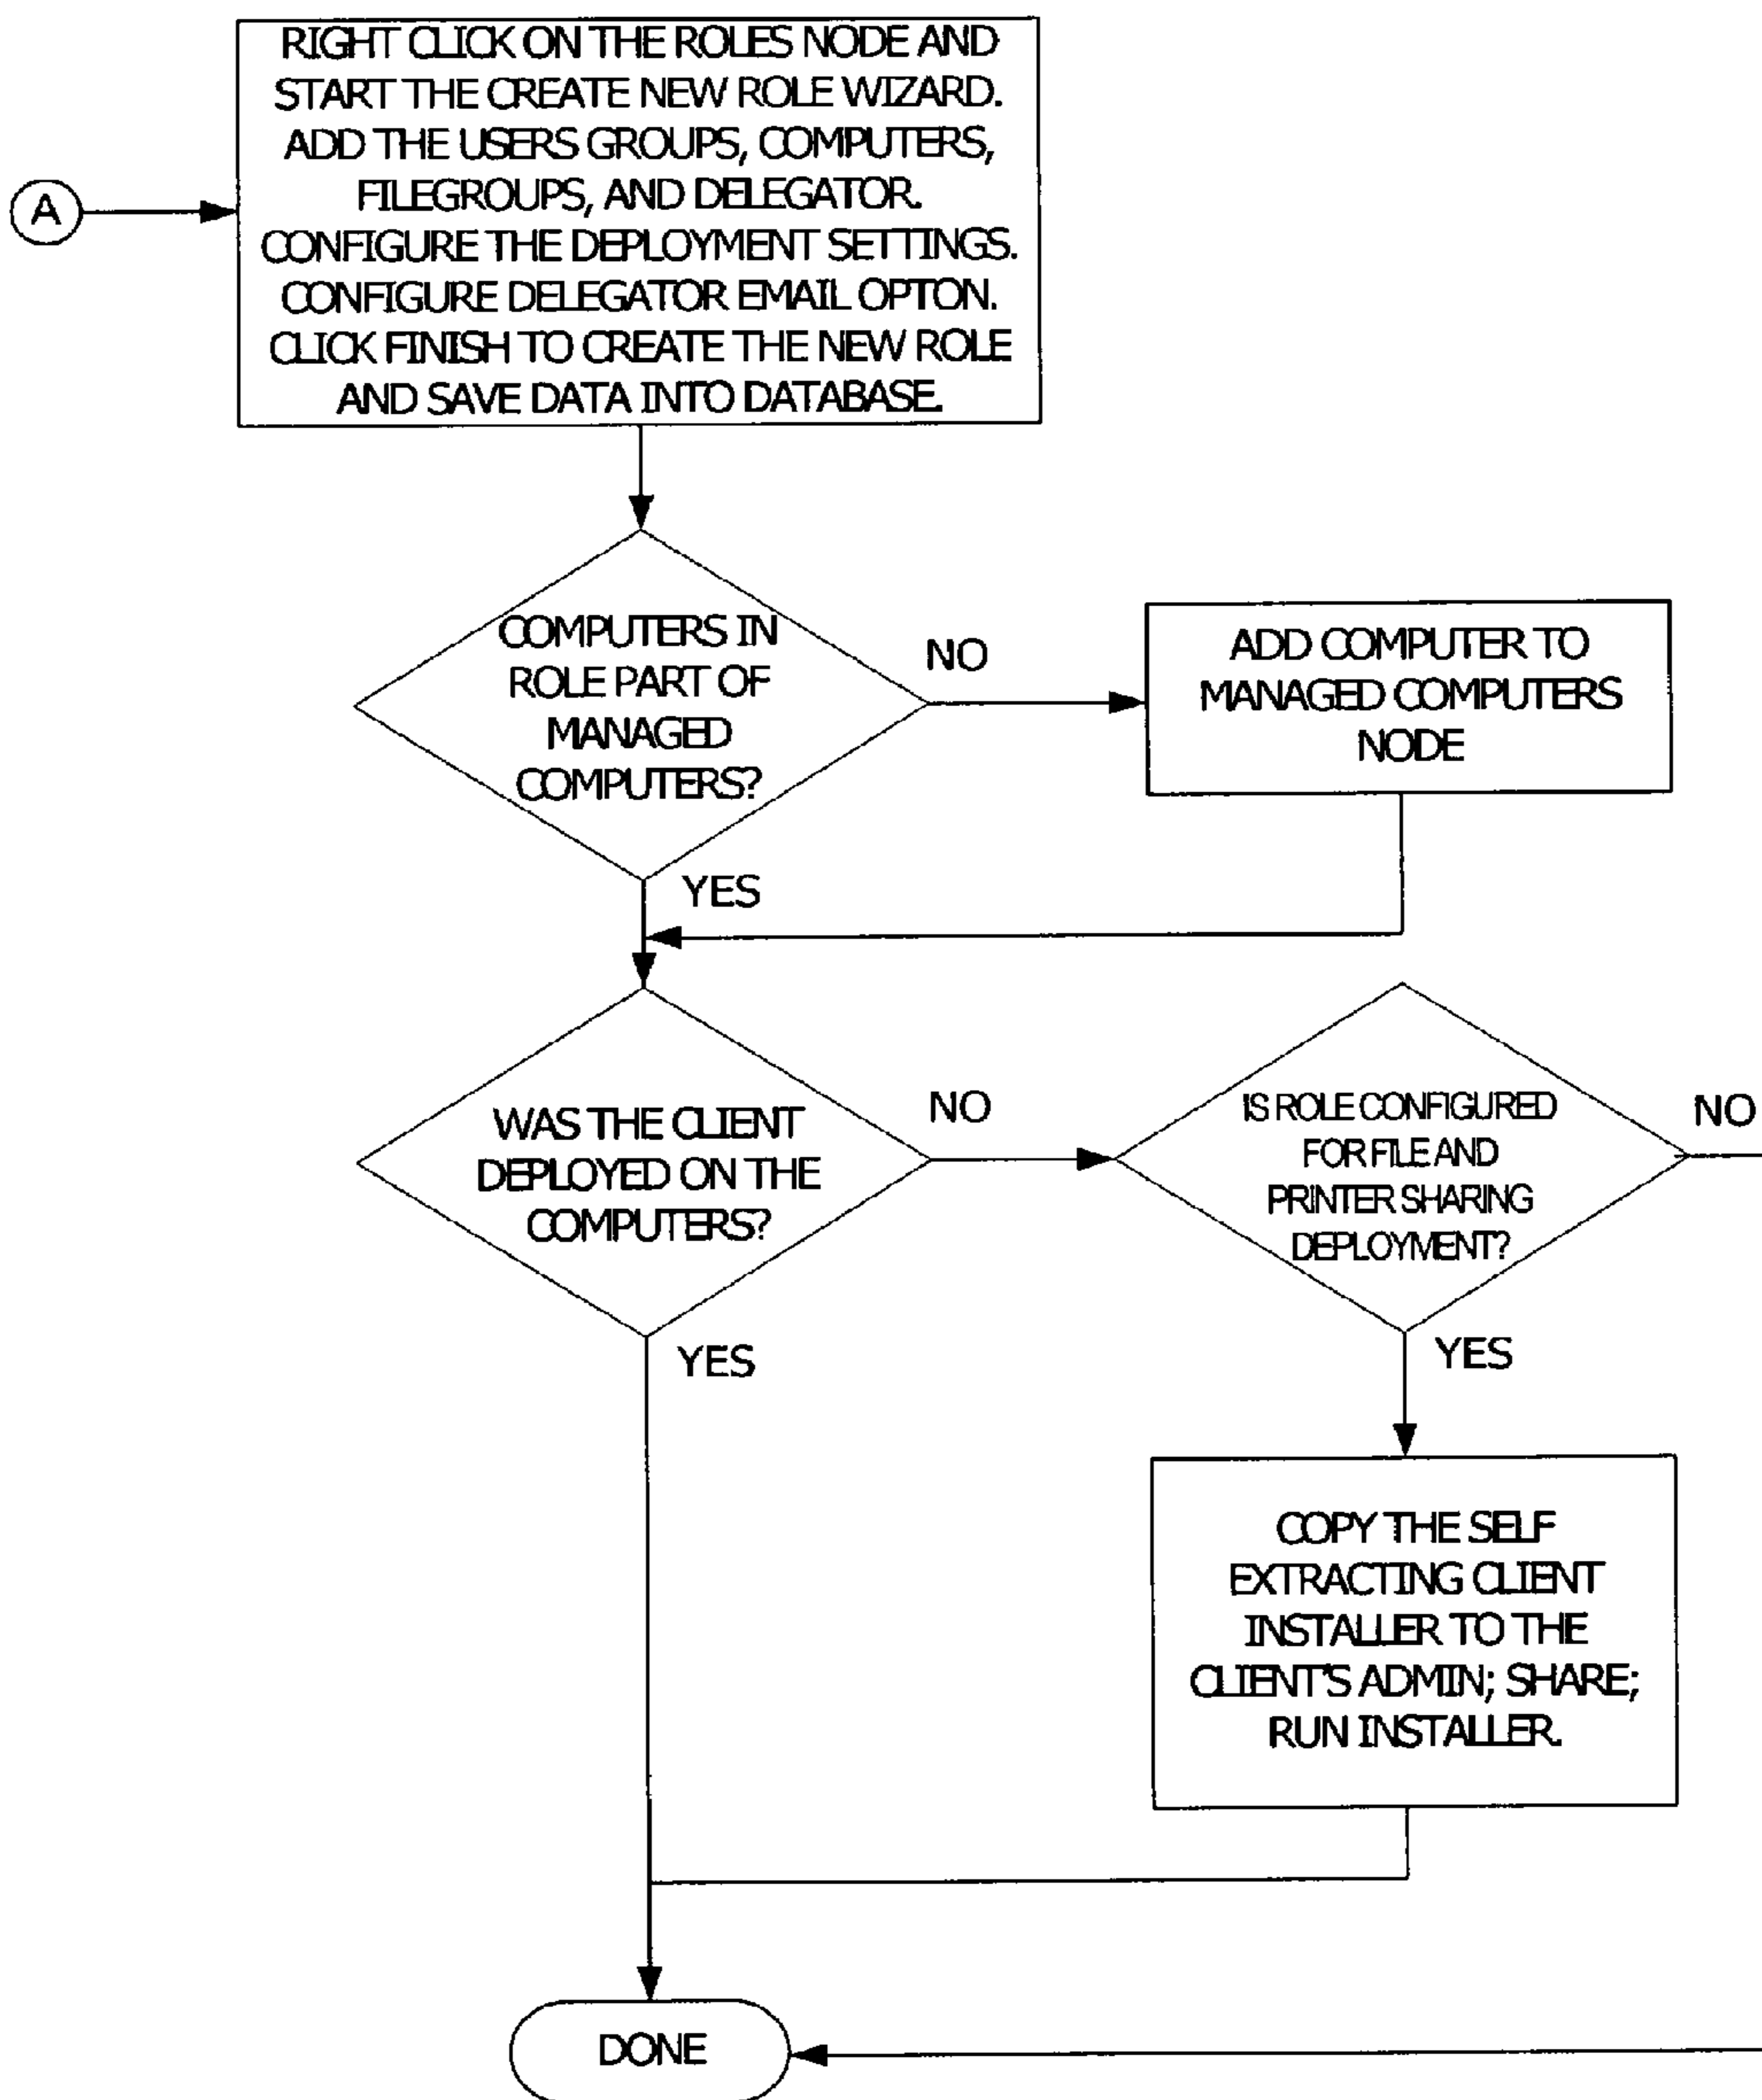 RIGHT CLICK ON THE ROLES NODE AND
START THE CREATE NEW ROLE WIZARD.
ADD THE USERS GROUPS, COMPUTERS,
FILEGROUPS, AND DELEGATOR.
CONFIGURE THE DEPLOYMENT SETTINGS.
CONFIGURE DELEGATOR EMAIL OPTON.
CLICK FINISH TO CREATE THE NEW ROLE
AND SAVE DATA INTO DATABASE.
A
COMPUTERS IN
ROLE PART OF
MANAGED
COMPUTERS?
NO
ADD COMPUTER TO
MANAGED COMPUTERS
NODE
YES
WAS THE CLIENT
DEPLOYED ON THE
COMPUTERS?
NO
IS ROLE CONFIGURED
FOR FILE AND
PRINTER SHARING
DEPLOYMENT?
NO
YES
YES
COPY THE SELF
EXTRACTING CLIENT
INSTALLER TO THE
CLIENT'S ADMIN; SHARE;
RUN INSTALLER.
DONE